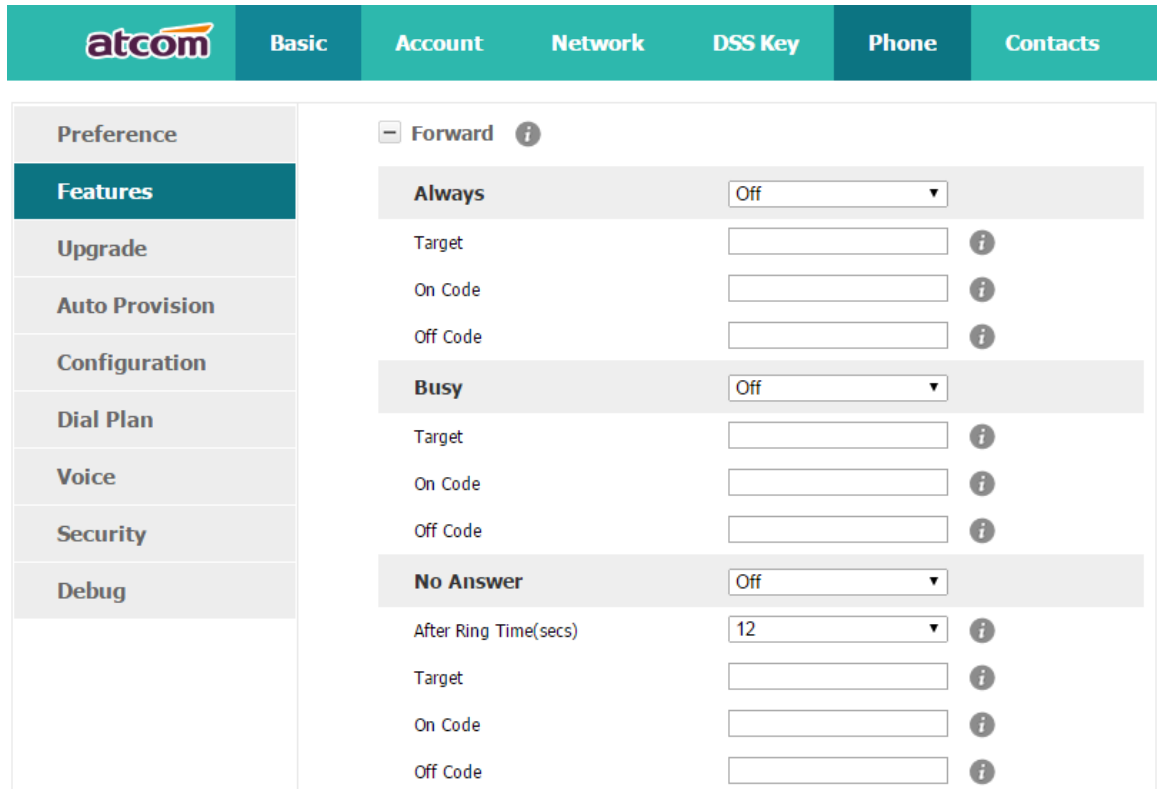 atcom Basic Account Network DSS Key Phone Contacts
Preference
Features
Upgrade
Auto Provision
Configuration
Dial Plan
Voice
Security
Debug
Forward i
Always Off
Target i
On Code i
Off Code i
Busy Off
Target i
On Code i
Off Code i
No Answer Off
After Ring Time(secs) 12 i
Target i
On Code i
Off Code i